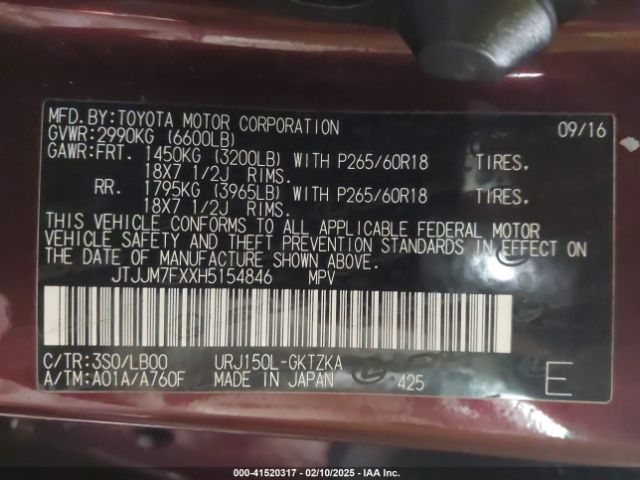 MFD.BY:TOYOTA MOTOR CORPORATION 09/16
GVWR:2990KG (6600LB)
GAWR:FRT. 1450KG (3200LB) WITH P265/60R18 TIRES.
18X7 1/2J RIMS.
RR. 1795KG (3965LB) WITH P265/60R18 TIRES.
18X7 1/2J RIMS.
THIS VEHICLE CONFORMS TO ALL APPLICABLE FEDERAL MOTOR
VEHICLE SAFETY AND THEFT PREVENTION STANDARDS IN EFFECT ON
THE DATE OF MANUFACTURE SHOWN ABOVE.
JTJJM7FXXH5154846 MPV
C/TR:3S0/LB00 URJ150L-GKTZKA
A/TM:A01A/A760F MADE IN JAPAN 425 E
000-41520317 - 02/10/2025 - IAA Inc.